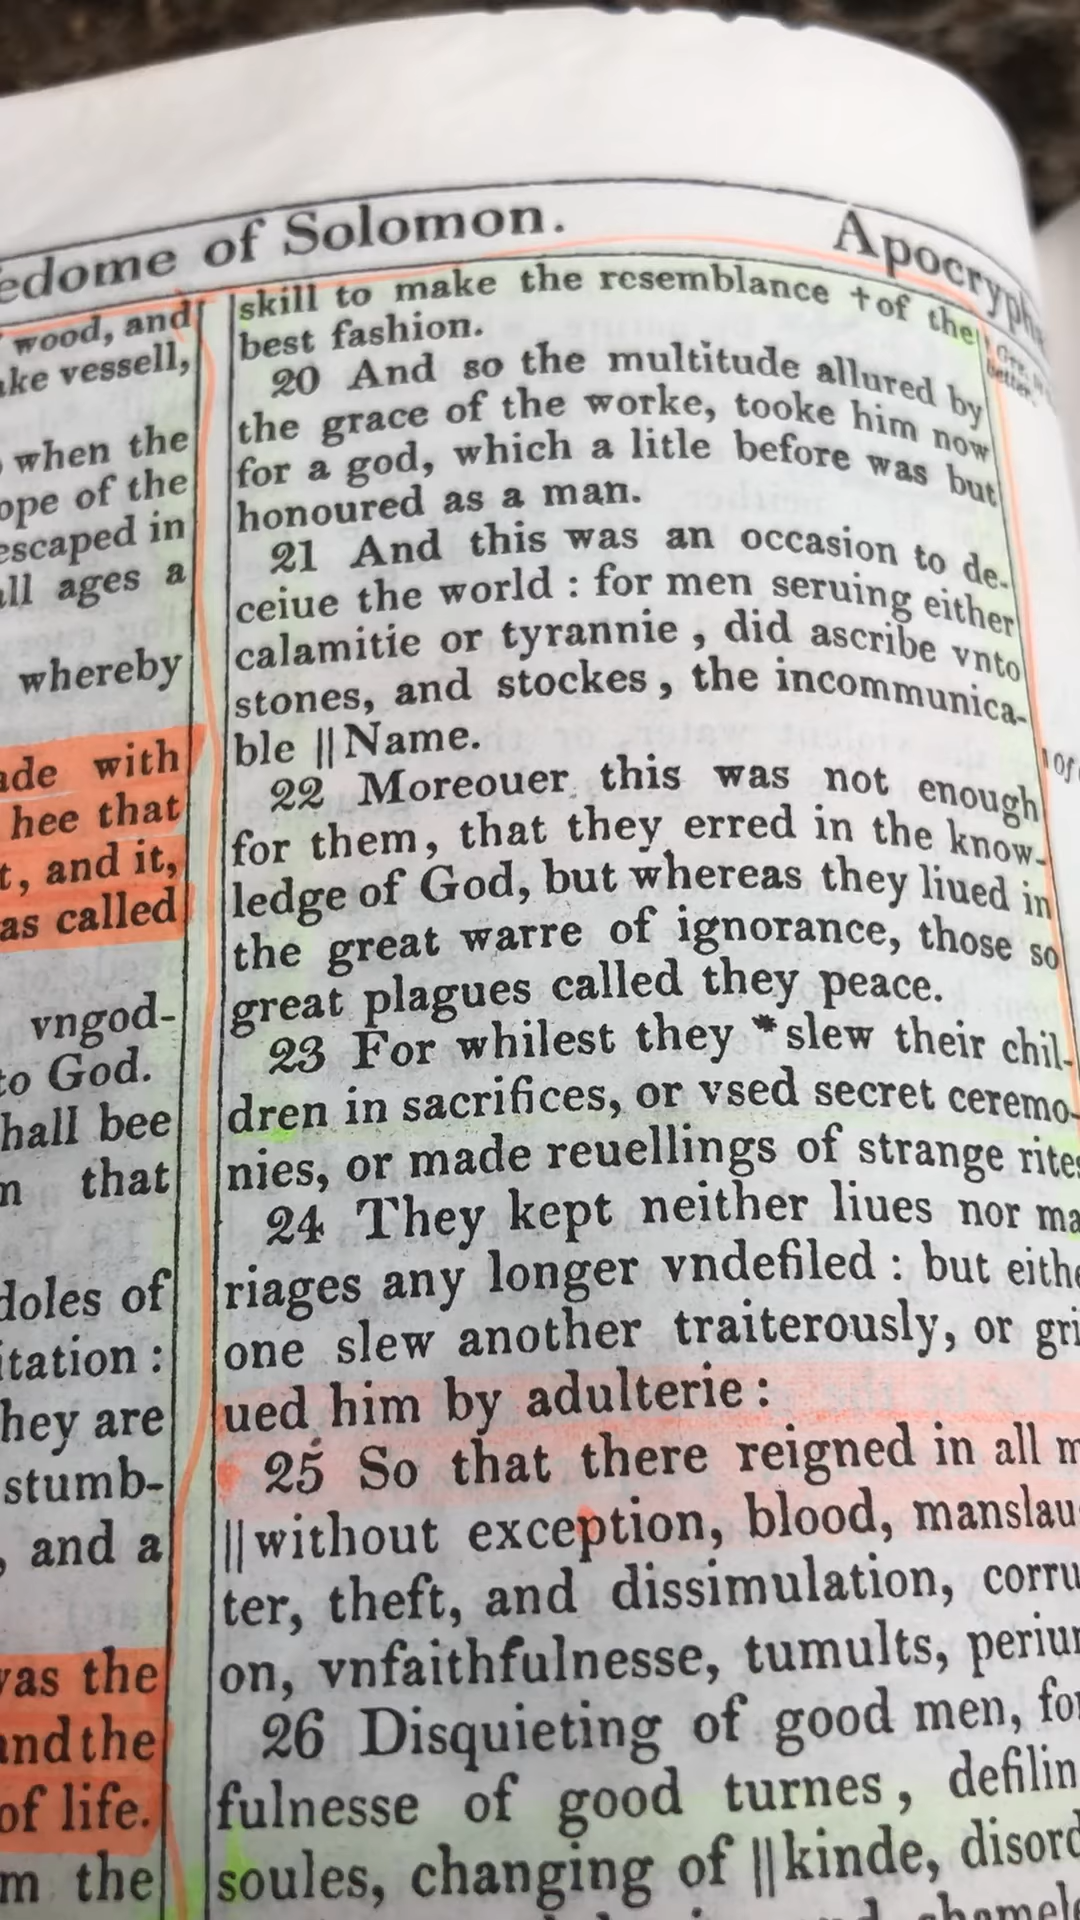 edome of Solomon.
Apocryph
wood, and
ake vessell,
when the
ope of the
escaped in
all ages a
whereby
ade with
hee that
t, and it,
as called
vngod-
to God.
hall bee
that
doles of
itation :
hey are
stumb-
, and a
was the
and the
of life.
m the
skill to make the resemblance †of the
best fashion.
20 And so the multitude allured by
the grace of the worke, tooke him now
for a god, which a litle before was but
honoured as a man.
21 And this was an occasion to de-
ceiue the world : for men seruing either
calamitie or tyrannie , did ascribe vnto
stones, and stockes , the incommunica-
ble ||Name.
22 Moreouer this was not enough
for them, that they erred in the know-
ledge of God, but whereas they liued in
the great warre of ignorance, those so
great plagues called they peace.
23 For whilest they *slew their chil-
dren in sacrifices, or vsed secret ceremo-
nies, or made reuellings of strange rites
24 They kept neither liues nor ma
riages any longer vndefiled : but eithe
one slew another traiterously, or gri
ued him by adulterie :
25 So that there reigned in all m
||without exception, blood, manslau
ter, theft, and dissimulation, corru
on, vnfaithfulnesse, tumults, periur
26 Disquieting of good men, for
fulnesse of good turnes , defilin
soules, changing of ||kinde, disord
shamele
better.
Of